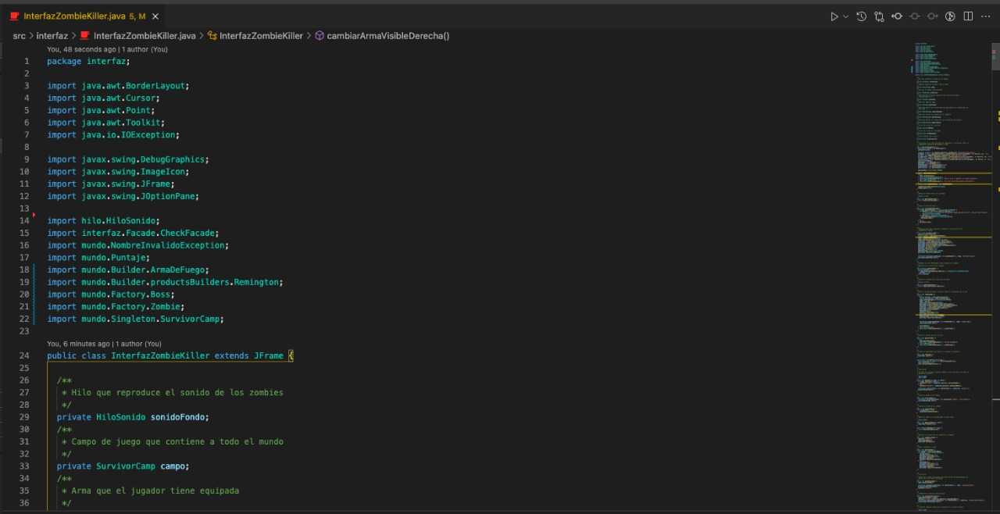 InterfazZombieKiller.java 5, M
src > interfaz > InterfazZombieKiller.java > InterfazZombieKiller > cambiarArmaVisibleDerecha()
You, 48 seconds ago | 1 author (You)
1 package interfaz;
2
3 import java.awt.BorderLayout;
4 import java.awt.Cursor;
5 import java.awt.Point;
6 import java.awt.Toolkit;
7 import java.io.IOException;
8
9 import javax.swing.DebugGraphics;
10 import javax.swing.ImageIcon;
11 import javax.swing.JFrame;
12 import javax.swing.JOptionPane;
13
14 import hilo.HiloSonido;
15 import interfaz.Facade.CheckFacade;
16 import mundo.NombreInvalidoException;
17 import mundo.Puntaje;
18 import mundo.Builder.ArmaDeFuego;
19 import mundo.Builder.productsBuilders.Remington;
20 import mundo.Factory.Boss;
21 import mundo.Factory.Zombie;
22 import mundo.Singleton.SurvivorCamp;
23
You, 6 minutes ago | 1 author (You)
24 public class InterfazZombieKiller extends JFrame {
25
26 /**
27 * Hilo que reproduce el sonido de los zombies
28 */
29 private HiloSonido sonidoFondo;
30 /**
31 * Campo de juego que contiene a todo el mundo
32 */
33 private SurvivorCamp campo;
34 /**
35 * Arma que el jugador tiene equipada
36 */